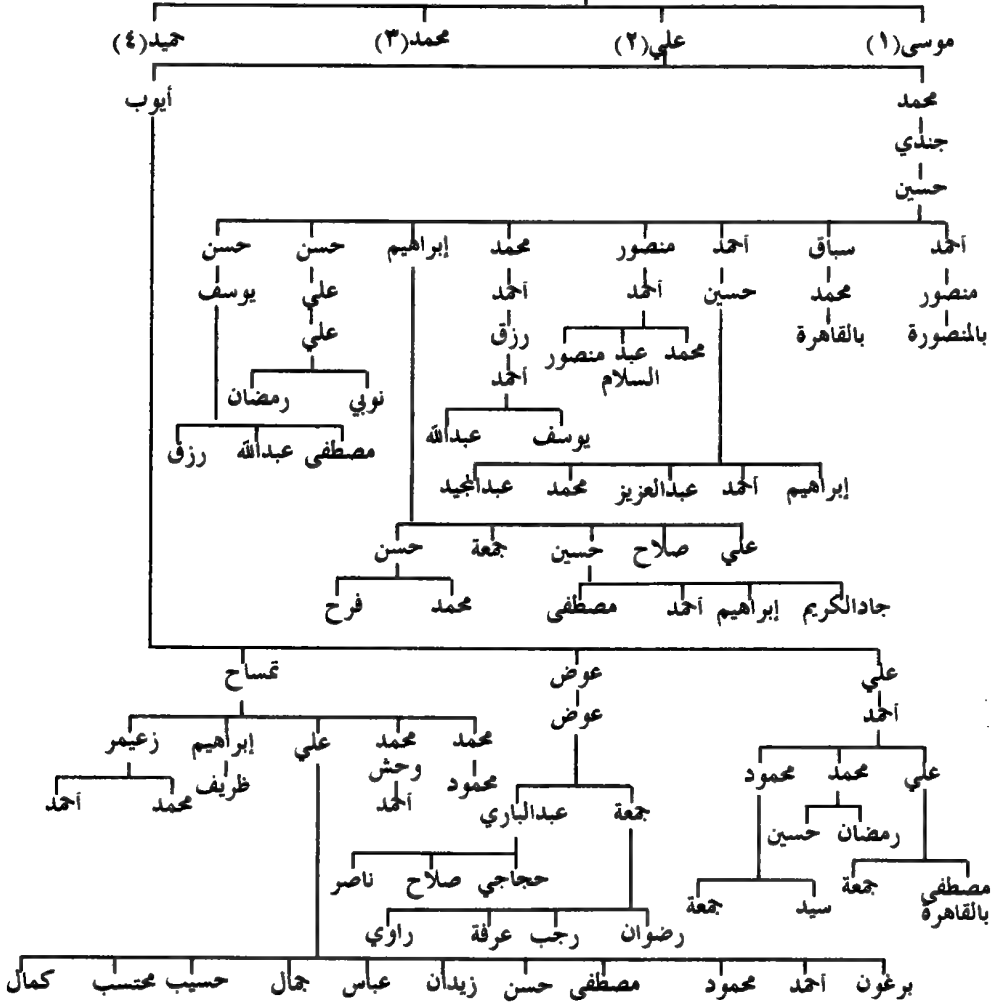 موسى(١) علي(٢) محمد(٣) حميد(٤)
محمد أيوب
جندي
حسين
أحمد سباق أحمد منصور محمد إبراهيم حسن حسن
منصور محمد حسين أحمد أحمد علي يوسف
بالمنصورة بالقاهرة رزق علي
محمد عبد منصور
السلام أحمد
نوبي رمضان
يوسف عبدالله
مصطفى عبدالله رزق
إبراهيم أحمد عبدالعزيز محمد عبدالمجيد
علي صلاح حسين جمعة حسن
جادالكريم إبراهيم أحمد مصطفى محمد فرح
علي عوض تمساح
أحمد عوض
محمد محمد علي إبراهيم زعيمر
علي محمد محمود محمود وحش ظريف
أحمد محمد أحمد
جمعة عبدالباري
رمضان حسين
مصطفى جمعة سيد جمعة
بالقاهرة
حجاجي صلاح ناصر
رضوان رجب عرفة راوي
برغون أحمد محمود مصطفى حسن زيدان عباس جمال حسيب محتسب كمال